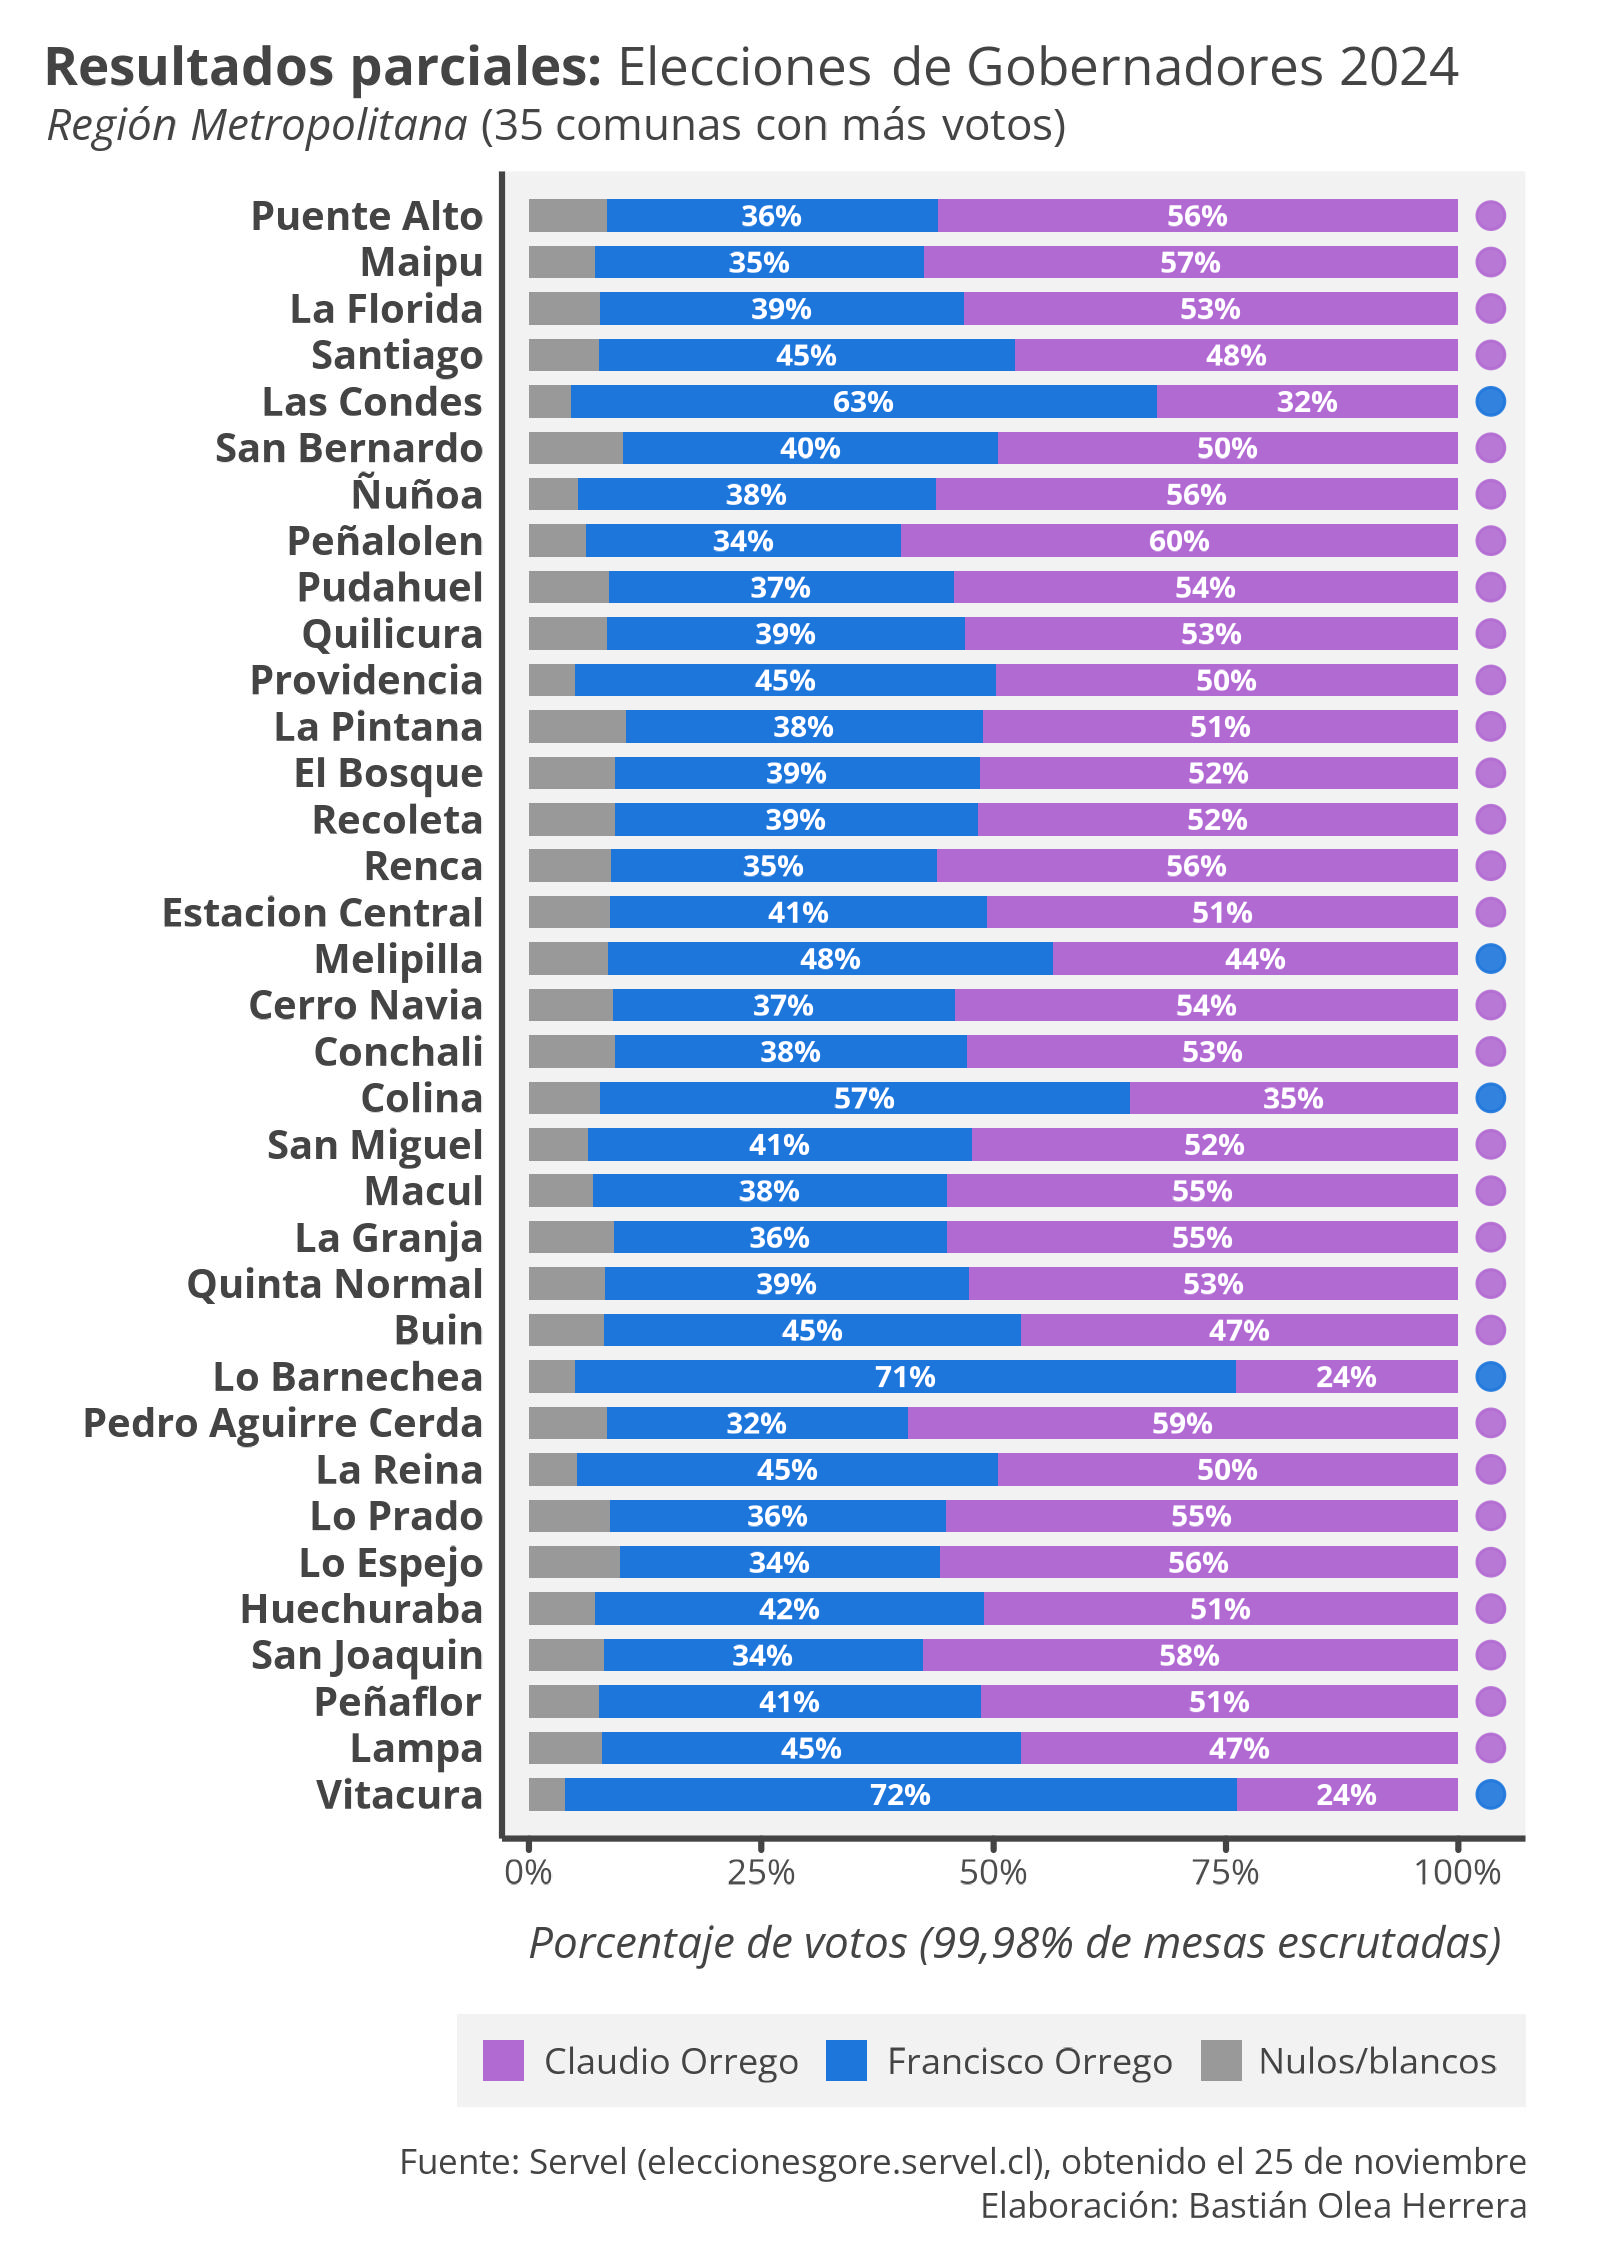 Resultados parciales: Elecciones de Gobernadores 2024
Región Metropolitana (35 comunas con más votos)
Puente Alto 36% 56%
Maipu 35% 57%
La Florida 39% 53%
Santiago 45% 48%
Las Condes 63% 32%
San Bernardo 40% 50%
Ñuñoa 38% 56%
Peñalolen 34% 60%
Pudahuel 37% 54%
Quilicura 39% 53%
Providencia 45% 50%
La Pintana 38% 51%
El Bosque 39% 52%
Recoleta 39% 52%
Renca 35% 56%
Estacion Central 41% 51%
Melipilla 48% 44%
Cerro Navia 37% 54%
Conchali 38% 53%
Colina 57% 35%
San Miguel 41% 52%
Macul 38% 55%
La Granja 36% 55%
Quinta Normal 39% 53%
Buin 45% 47%
Lo Barnechea 71% 24%
Pedro Aguirre Cerda 32% 59%
La Reina 45% 50%
Lo Prado 36% 55%
Lo Espejo 34% 56%
Huechuraba 42% 51%
San Joaquin 34% 58%
Peñaflor 41% 51%
Lampa 45% 47%
Vitacura 72% 24%
0% 25% 50% 75% 100%
Porcentaje de votos (99,98% de mesas escrutadas)
Claudio Orrego Francisco Orrego Nulos/blancos
Fuente: Servel (eleccionesgore.servel.cl), obtenido el 25 de noviembre
Elaboración: Bastián Olea Herrera